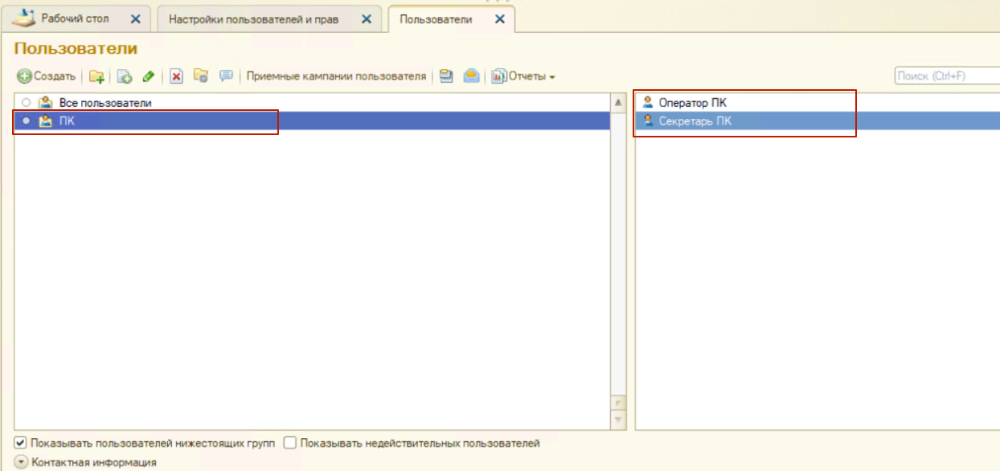 Рабочий стол
Настройки пользователей и прав
Пользователи
Пользователи
Создать Приемные кампании пользователя Отчеты
Поиск (Ctrl+F)
Все пользователи
ПК
Оператор ПК
Секретарь ПК
Показывать пользователей нижестоящих групп Показывать недействительных пользователей
Контактная информация